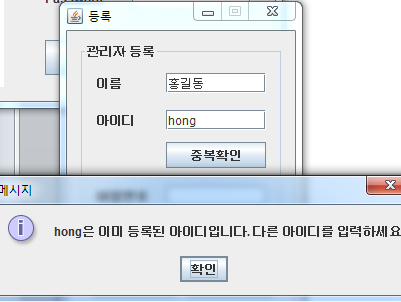 등록
관리자 등록
이름
홍길동
아이디
hong
중복확인
메시지
hong은 이미 등록된 아이디입니다.다른 아이디를 입력하세요
확인